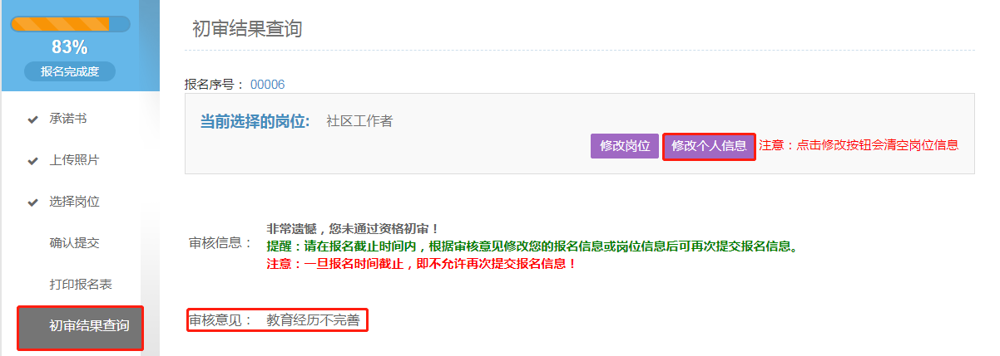 83%
报名完成度
承诺书
上传照片
选择岗位
确认提交
打印报名表
初审结果查询
初审结果查询
报名序号： 00006
当前选择的岗位: 社区工作者
修改岗位 修改个人信息 注意：点击修改按钮会清空岗位信息
审核信息：
非常遗憾，您未通过资格初审！
提醒：请在报名截止时间内，根据审核意见修改您的报名信息或岗位信息后可再次提交报名信息。
注意：一旦报名时间截止，即不允许再次提交报名信息！
审核意见： 教育经历不完善